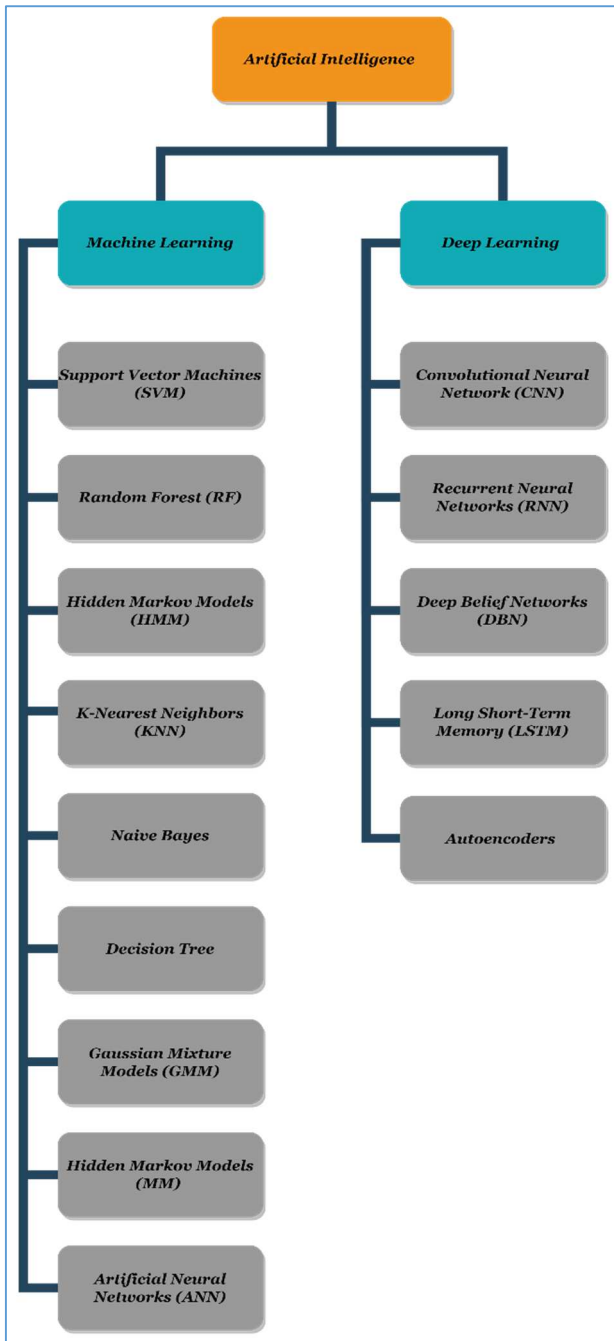 Artificial Intelligence
Machine Learning
Deep Learning
Support Vector Machines
(SVM)
Random Forest (RF)
Hidden Markov Models
(HMM)
K-Nearest Neighbors
(KNN)
Naive Bayes
Decision Tree
Gaussian Mixture
Models (GMM)
Hidden Markov Models
(MM)
Artificial Neural
Networks (ANN)
Convolutional Neural
Network (CNN)
Recurrent Neural
Networks (RNN)
Deep Belief Networks
(DBN)
Long Short-Term
Memory (LSTM)
Autoencoders